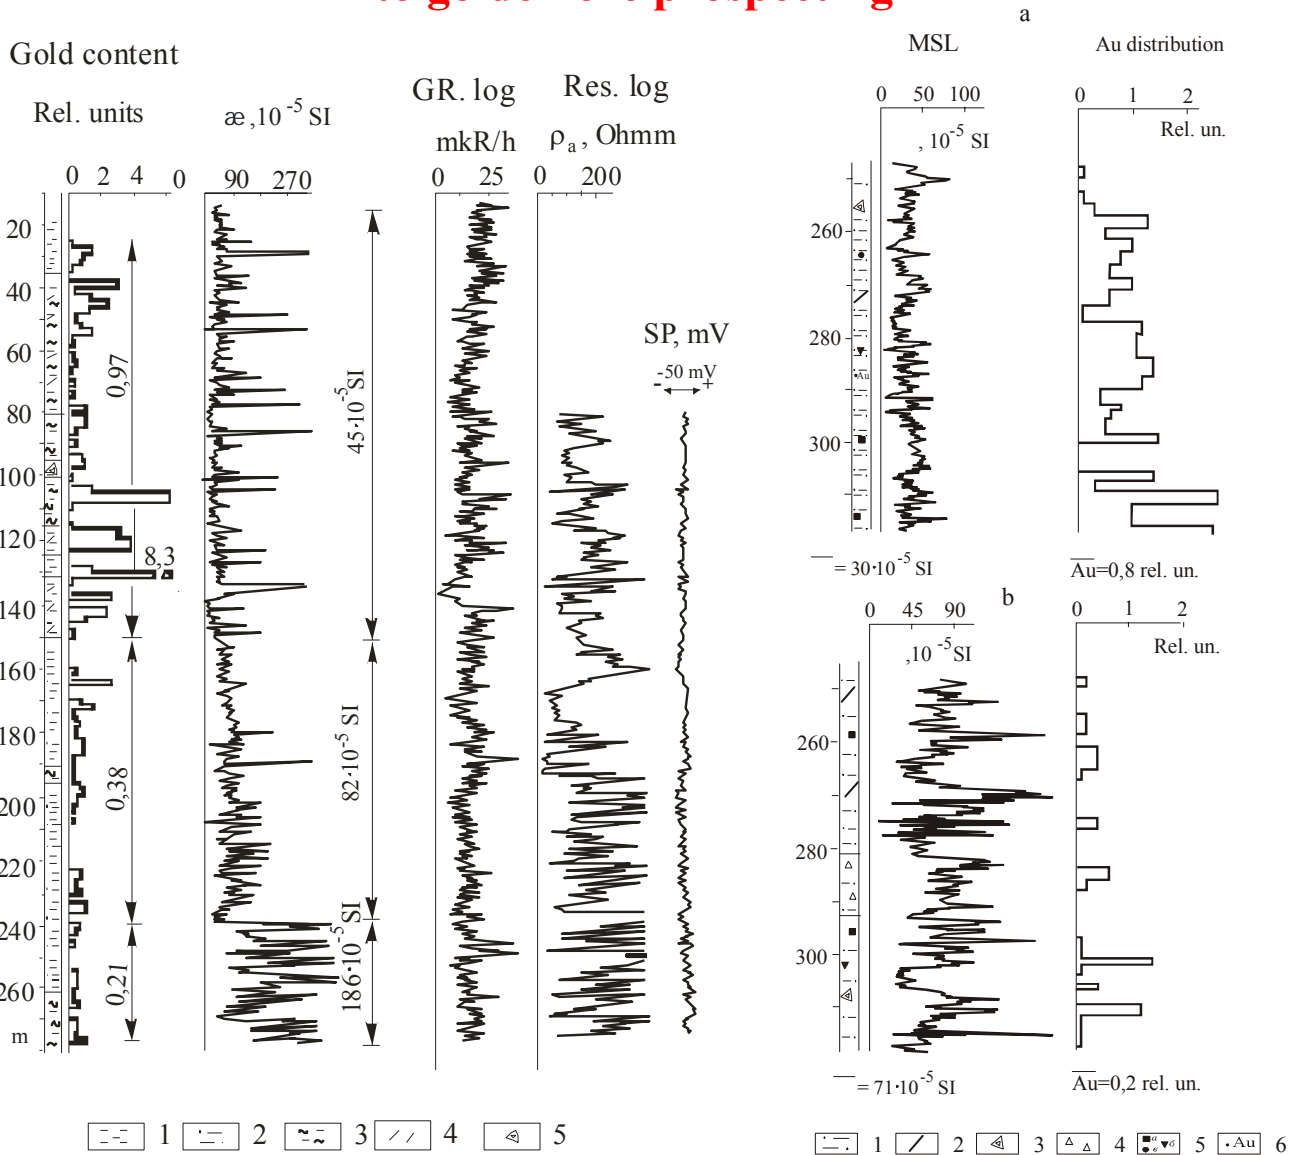 a
Gold content
Rel. units
0 2 4 0
æ ,10⁻⁵ SI
90 270
GR. log
mkR/h
0 25
Res. log
ρa , Ohmm
0 200
SP, mV
-50 mV
- +
20
40
60
80
100
120
140
160
180
200
220
240
260
m
0,97
8,3
0,38
0,21
45·10⁻⁵SI
82·10⁻⁵ SI
186·10⁻⁵ SI
1 2 3 4 5
MSL
0 50 100
, 10⁻⁵ SI
Au distribution
0 1 2
Rel. un.
260
280
300
Au
= 30·10⁻⁵ SI
Au=0,8 rel. un.
b
0 45 90
,10⁻⁵ SI
0 1 2
Rel. un.
260
280
300
= 71·10⁻⁵ SI
Au=0,2 rel. un.
1 2 3 4 5 Au 6